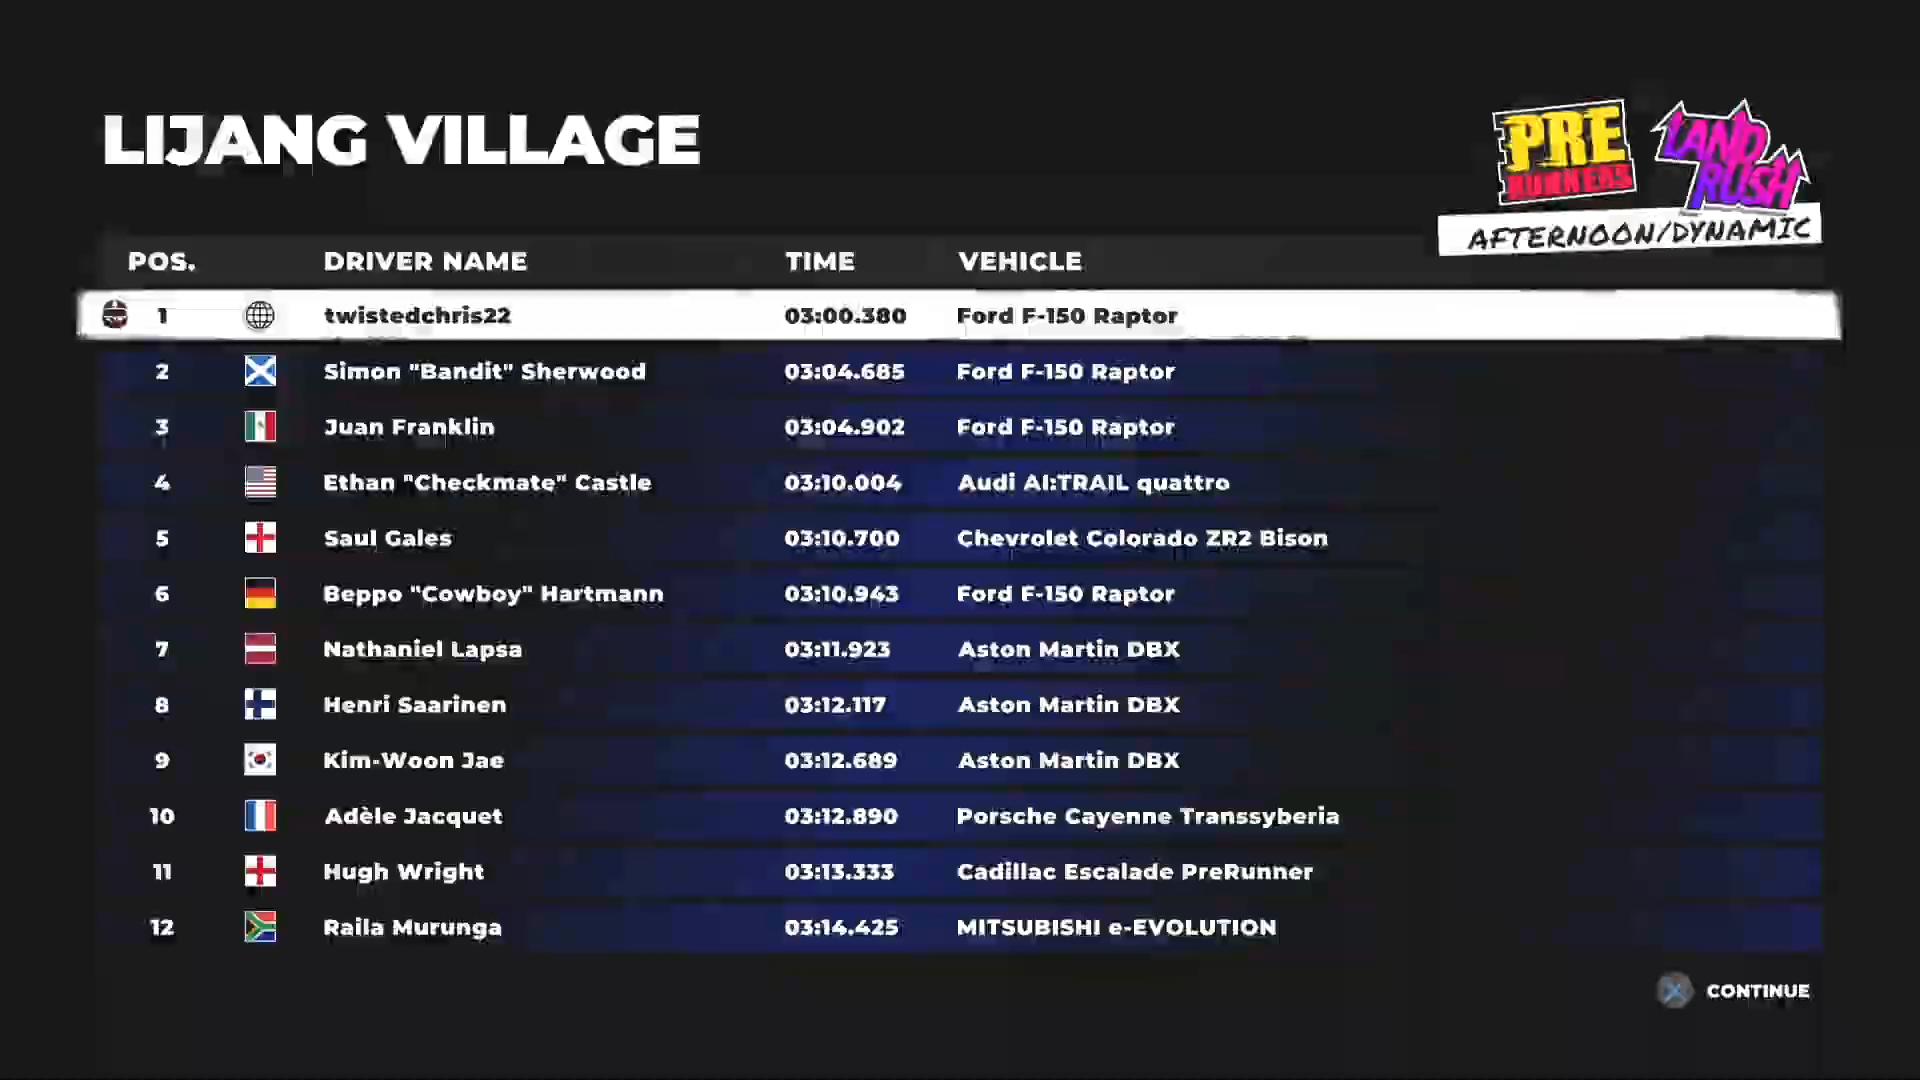 LIJANG VILLAGE
PRE
RUNNERS
LAND
RUSH
AFTERNOON/DYNAMIC
POS. DRIVER NAME TIME VEHICLE
1 twistedchris22 03:00.380 Ford F-150 Raptor
2 Simon "Bandit" Sherwood 03:04.685 Ford F-150 Raptor
3 Juan Franklin 03:04.902 Ford F-150 Raptor
4 Ethan "Checkmate" Castle 03:10.004 Audi AI:TRAIL quattro
5 Saul Gales 03:10.700 Chevrolet Colorado ZR2 Bison
6 Beppo "Cowboy" Hartmann 03:10.943 Ford F-150 Raptor
7 Nathaniel Lapsa 03:11.923 Aston Martin DBX
8 Henri Saarinen 03:12.117 Aston Martin DBX
9 Kim-Woon Jae 03:12.689 Aston Martin DBX
10 Adèle Jacquet 03:12.890 Porsche Cayenne Transsyberia
11 Hugh Wright 03:13.333 Cadillac Escalade PreRunner
12 Raila Murunga 03:14.425 MITSUBISHI e-EVOLUTION
CONTINUE